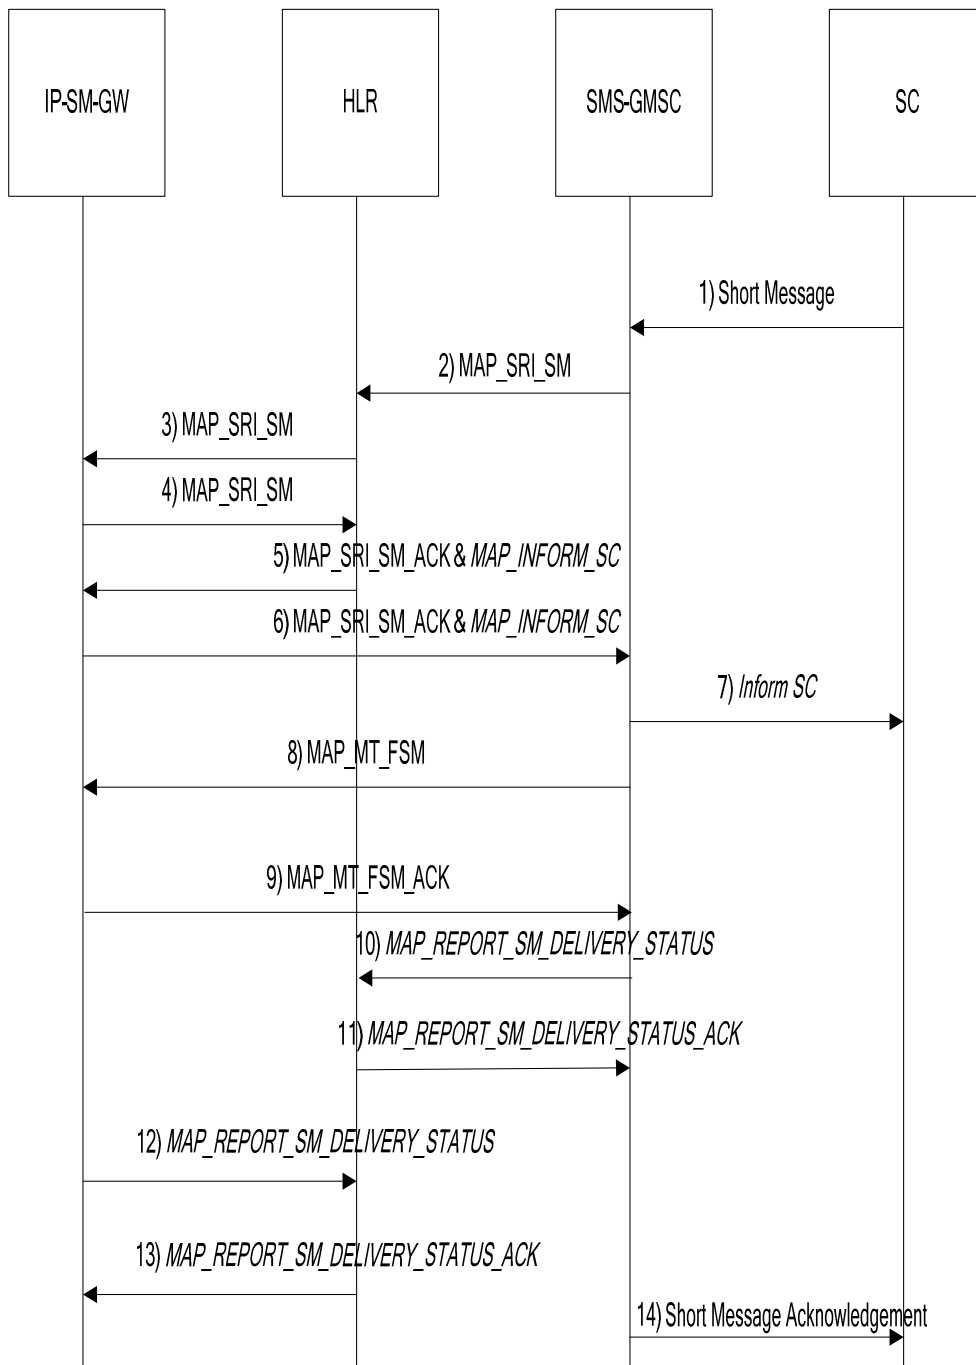 IP-SM-GW
HLR
SMS-GMSC
SC
1) Short Message
2) MAP_SRI_SM
3) MAP_SRI_SM
4) MAP_SRI_SM
5) MAP_SRI_SM_ACK & MAP_INFORM_SC
6) MAP_SRI_SM_ACK & MAP_INFORM_SC
7) Inform SC
8) MAP_MT_FSM
9) MAP_MT_FSM_ACK
10) MAP_REPORT_SM_DELIVERY_STATUS
11) MAP_REPORT_SM_DELIVERY_STATUS_ACK
12) MAP_REPORT_SM_DELIVERY_STATUS
13) MAP_REPORT_SM_DELIVERY_STATUS_ACK
14) Short Message Acknowledgement